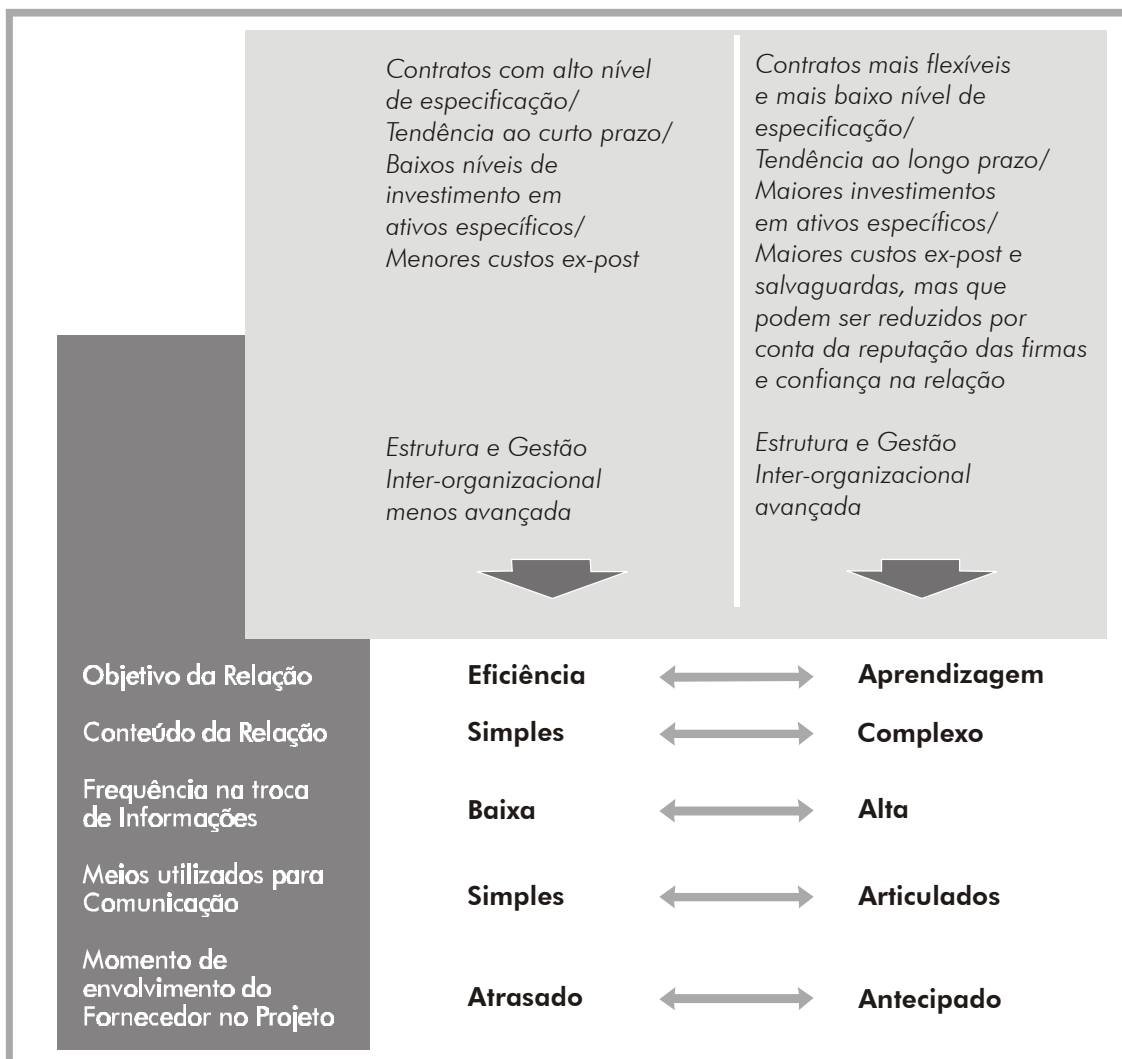 Contratos com alto nível
de especificação/
Tendência ao curto prazo/
Baixos níveis de
investimento em
ativos específicos/
Menores custos ex-post
Contratos mais flexíveis
e mais baixo nível de
especificação/
Tendência ao longo prazo/
Maiores investimentos
em ativos específicos/
Maiores custos ex-post e
salvaguardas, mas que
podem ser reduzidos por
conta da reputação das firmas
e confiança na relação
Estrutura e Gestão
Inter-organizacional
menos avançada
Estrutura e Gestão
Inter-organizacional
avançada
Objetivo da Relação
Eficiência
Aprendizagem
Conteúdo da Relação
Simples
Complexo
Frequência na troca
de Informações
Baixa
Alta
Meios utilizados para
Comunicação
Simples
Articulados
Momento de
envolvimento do
Fornecedor no Projeto
Atrasado
Antecipado